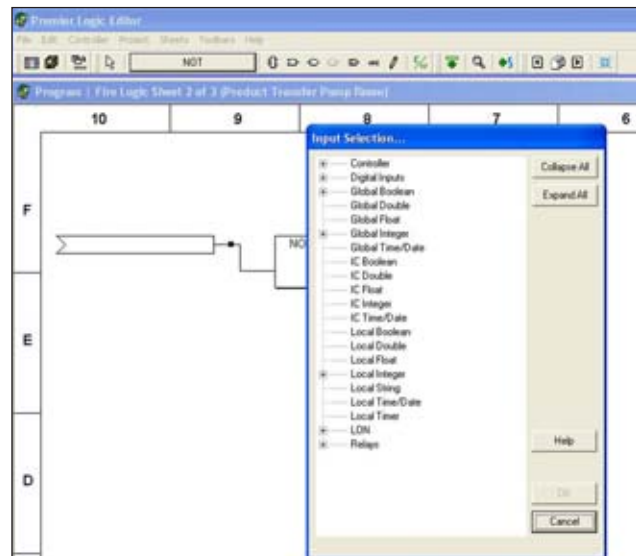 Premier Logic Editor
File Edit Controller Project Sheets Toolbars Help
NOT
Program | Fire Logic Sheet 2 of 3 (Product Transfer Pump Room)
10 9 8 7 6
Input Selection...
Controller
Digital Inputs
Global Boolean
Global Double
Global Float
Global Integer
Global Time/Date
IC Boolean
IC Double
IC Float
IC Integer
IC Time/Date
Local Boolean
Local Double
Local Float
Local Integer
Local String
Local Time/Date
Local Timer
LON
Relays
Collapse All
Expand All
Help
OK
Cancel
F
NO
E
D